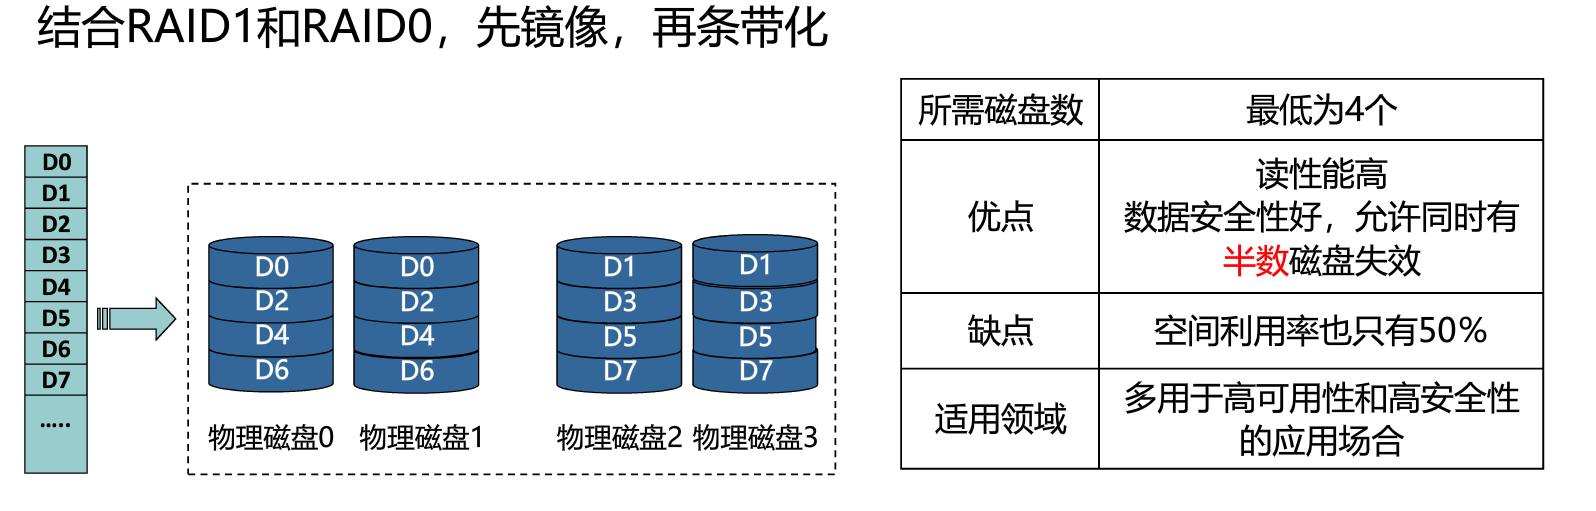 结合RAID1和RAID0，先镜像，再条带化
D0
D1
D2
D3
D4
D5
D6
D7
.....
D0
D2
D4
D6
物理磁盘0
D0
D2
D4
D6
物理磁盘1
D1
D3
D5
D7
物理磁盘2
D1
D3
D5
D7
物理磁盘3
所需磁盘数
最低为4个
优点
读性能高
数据安全性好，允许同时有
半数磁盘失效
缺点
空间利用率也只有50%
适用领域
多用于高可用性和高安全性
的应用场合